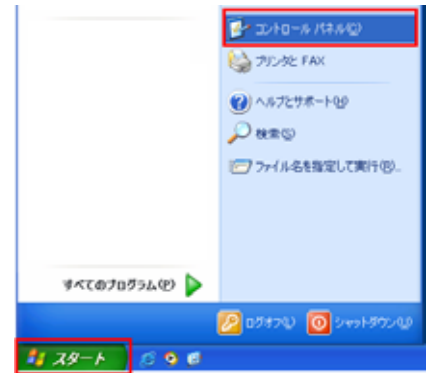 コントロール パネル(C)
プリンタと FAX
ヘルプとサポート(H)
検索(S)
ファイル名を指定して実行(R)...
すべてのプログラム(P)
ログオフ(L) シャットダウン(U)
スタート